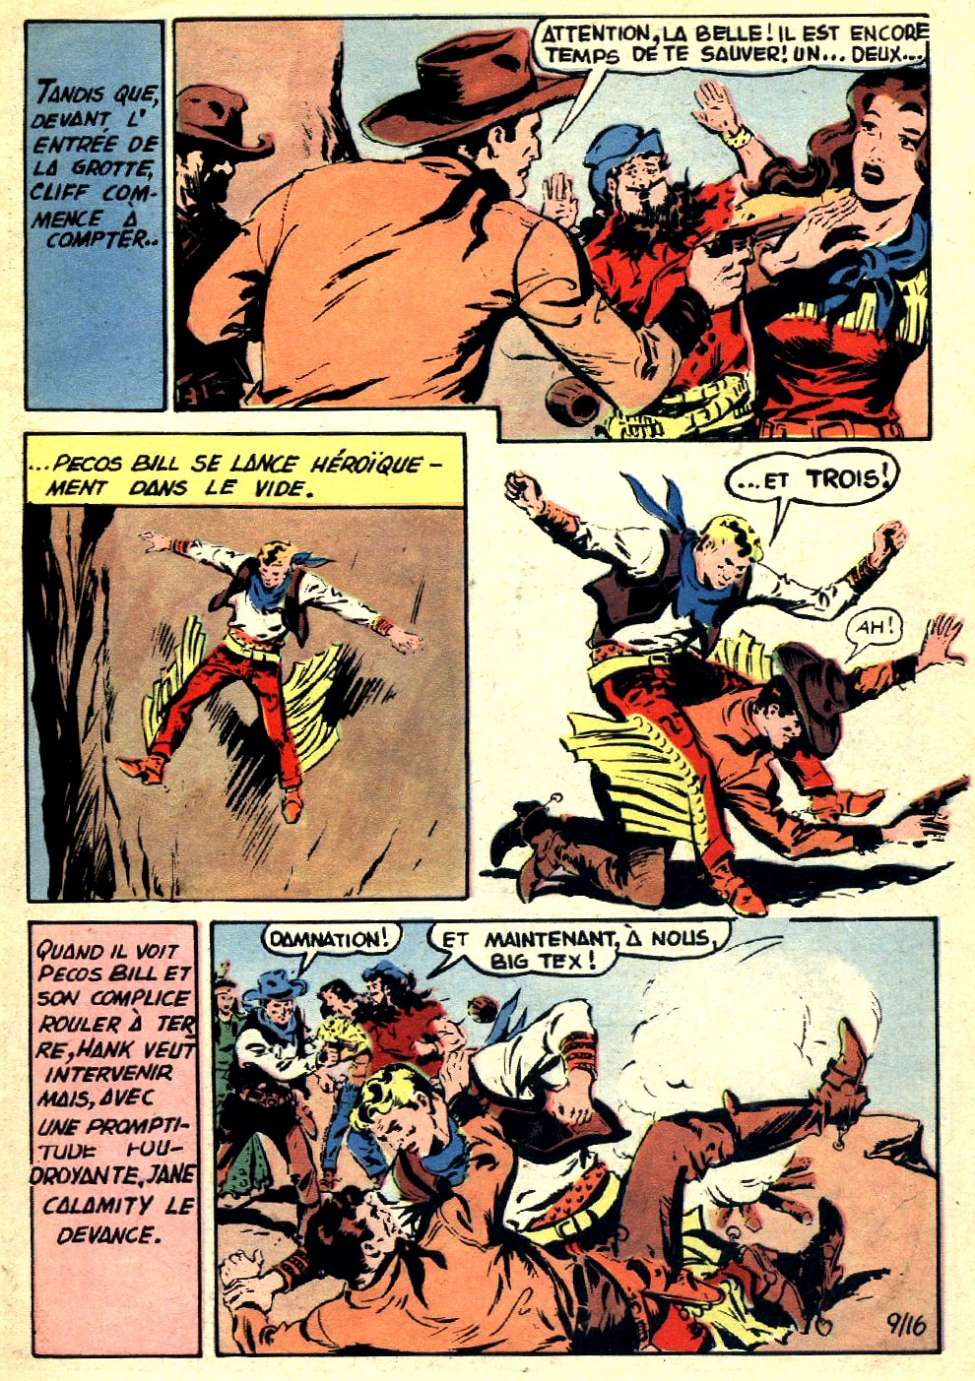 TANDIS QUE,
DEVANT L'
ENTRÉE DE
LA GROTTE,
CLIFF COM-
MENCE À
COMPTER..
ATTENTION, LA BELLE! IL EST ENCORE
TEMPS DE TE SAUVER! UN... DEUX...
...PECOS BILL SE LANCE HÉROÏQUE-
MENT DANS LE VIDE.
...ET TROIS!
AH!
QUAND IL VOIT
PECOS BILL ET
SON COMPLICE
ROULER À TER
RE, HANK VEUT
INTERVENIR
MAIS, AVEC
UNE PROMPTI-
TUDE FOU-
DROYANTE, JANE
CALAMITY LE
DEVANCE.
DAMNATION!
ET MAINTENANT, À NOUS,
BIG TEX!
9/16